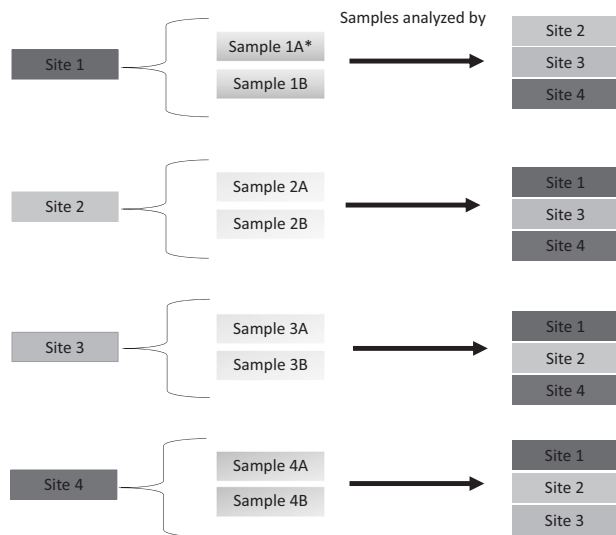 Samples analyzed by
Site 1
Sample 1A*
Sample 1B
Site 2
Site 3
Site 4
Site 2
Sample 2A
Sample 2B
Site 1
Site 3
Site 4
Site 3
Sample 3A
Sample 3B
Site 1
Site 2
Site 4
Site 4
Sample 4A
Sample 4B
Site 1
Site 2
Site 3